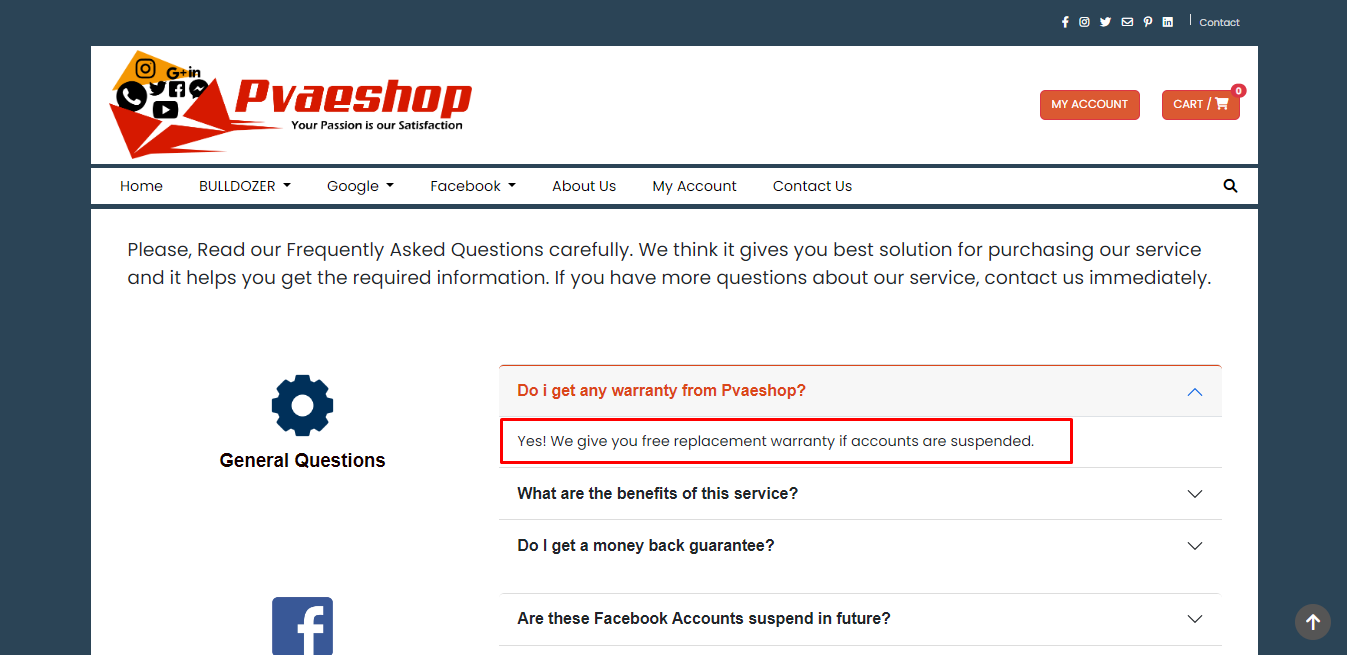 Contact
G+ in
Pvaeshop
Your Passion is our Satisfaction
MY ACCOUNT
CART /
0
Home
BULLDOZER
Google
Facebook
About Us
My Account
Contact Us
Please, Read our Frequently Asked Questions carefully. We think it gives you best solution for purchasing our service
and it helps you get the required information. If you have more questions about our service, contact us immediately.
General Questions
Do i get any warranty from Pvaeshop?
Yes! We give you free replacement warranty if accounts are suspended.
What are the benefits of this service?
Do I get a money back guarantee?
Are these Facebook Accounts suspend in future?